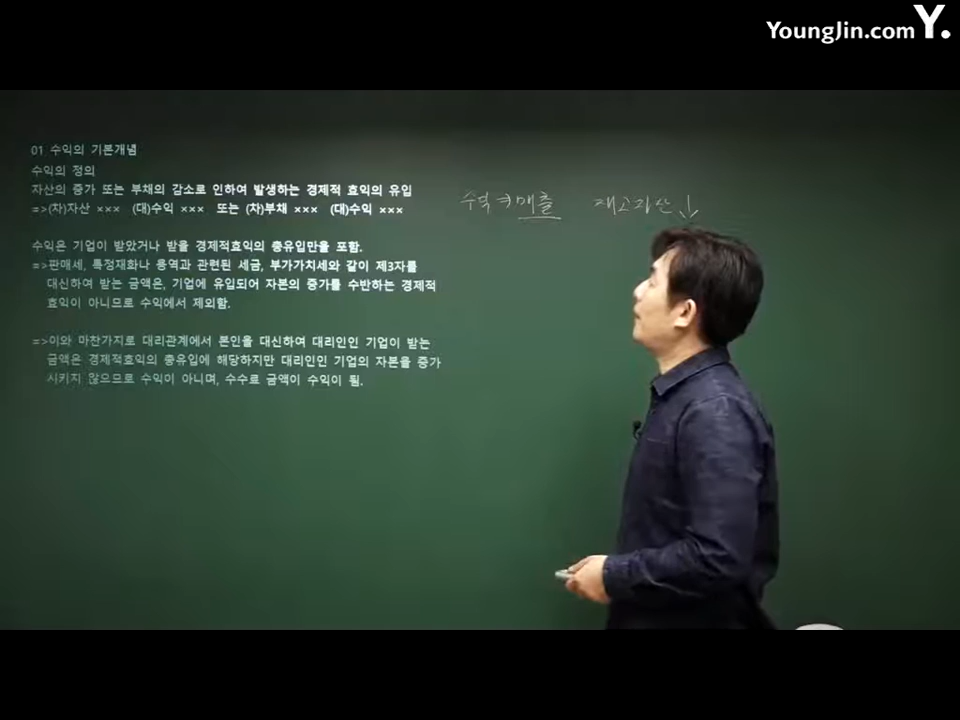 YoungJin.com Y.
01 수익의 기본개념
수익의 정의
자산의 증가 또는 부채의 감소로 인하여 발생하는 경제적 효익의 유입
=>(차)자산 ××× (대)수익 ××× 또는 (차)부채 ××× (대)수익 ×××
수익 매출 재고자산↓
수익은 기업이 받았거나 받을 경제적효익의 총유입만을 포함.
=>판매세, 특정재화나 용역과 관련된 세금, 부가가치세와 같이 제3자를
대신하여 받는 금액은, 기업에 유입되어 자본의 증가를 수반하는 경제적
효익이 아니므로 수익에서 제외함.
=>이와 마찬가지로 대리관계에서 본인을 대신하여 대리인인 기업이 받는
금액은 경제적효익의 총유입에 해당하지만 대리인인 기업의 자본을 증가
시키지 않으므로 수익이 아니며, 수수료 금액이 수익이 될.